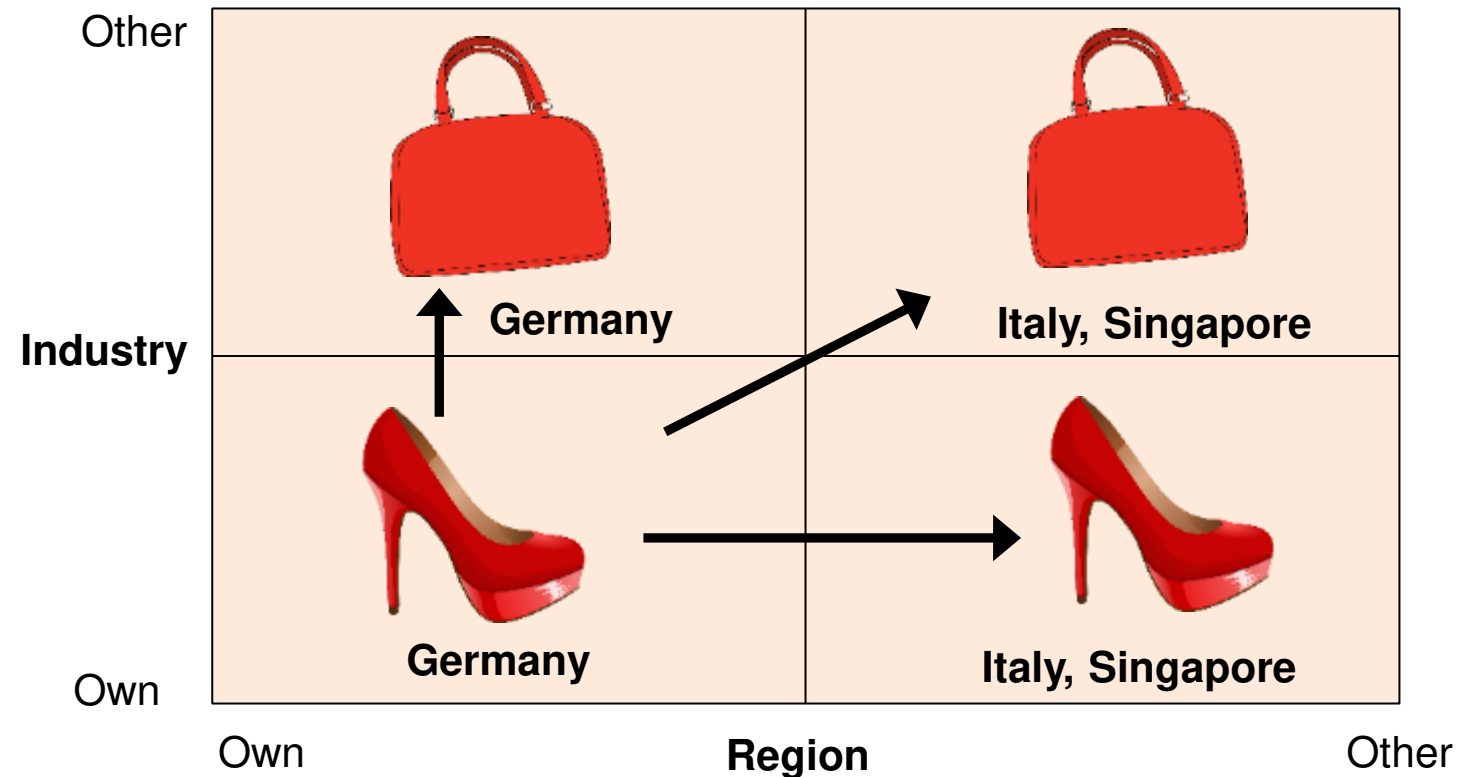 Other
Germany
Italy, Singapore
Industry
Germany
Italy, Singapore
Own
Own
Region
Other